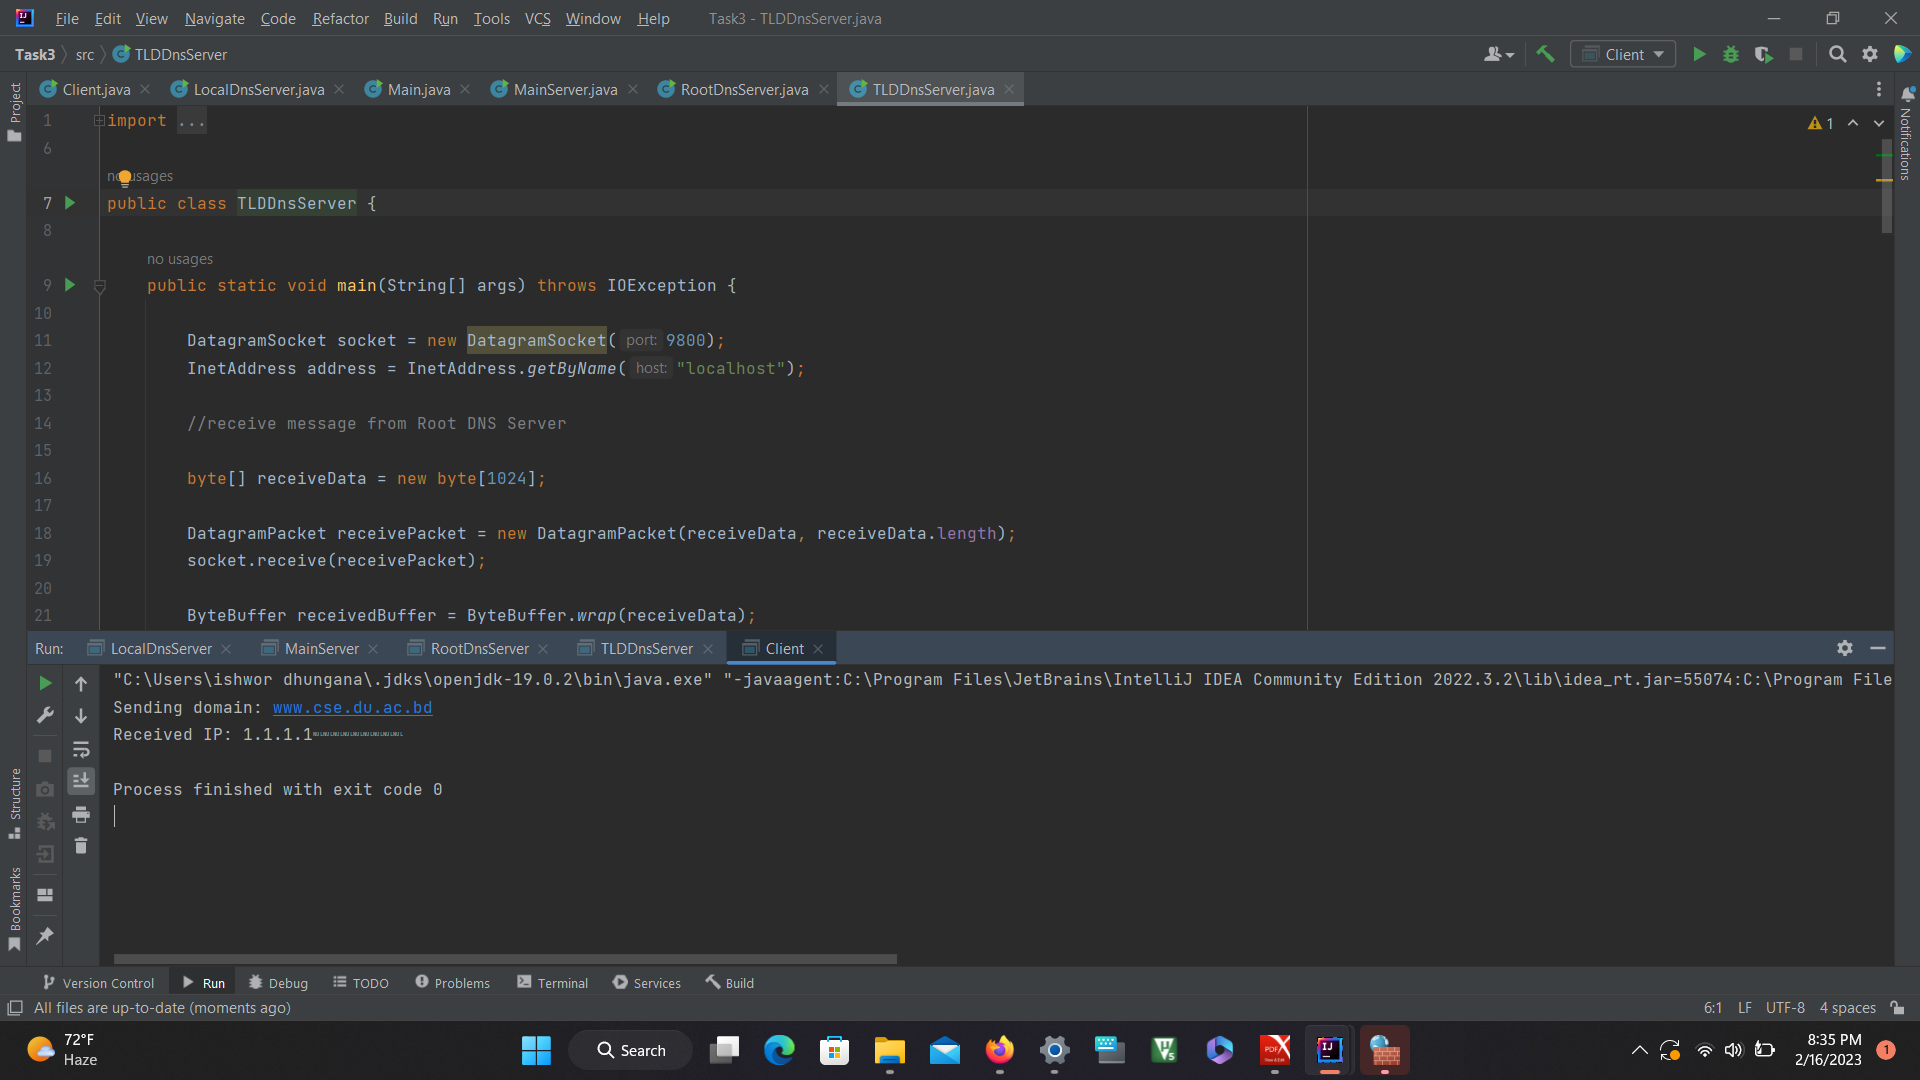 File Edit View Navigate Code Refactor Build Run Tools VCS Window Help Task3 - TLDDnsServer.java
Task3 src TLDDnsServer Client
Client.java LocalDnsServer.java Main.java MainServer.java RootDnsServer.java TLDDnsServer.java
Project
Notifications
1 import ... 1
6
no usages
7 public class TLDDnsServer {
8
no usages
9 public static void main(String[] args) throws IOException {
10
11 DatagramSocket socket = new DatagramSocket( port: 9800);
12 InetAddress address = InetAddress.getByName( host: "localhost");
13
14 //receive message from Root DNS Server
15
16 byte[] receiveData = new byte[1024];
17
18 DatagramPacket receivePacket = new DatagramPacket(receiveData, receiveData.length);
19 socket.receive(receivePacket);
20
21 ByteBuffer receivedBuffer = ByteBuffer.wrap(receiveData);
Run: LocalDnsServer MainServer RootDnsServer TLDDnsServer Client
"C:\Users\ishwor dhungana\.jdks\openjdk-19.0.2\bin\java.exe" "-javaagent:C:\Program Files\JetBrains\IntelliJ IDEA Community Edition 2022.3.2\lib\idea_rt.jar=55074:C:\Program File
Sending domain: www.cse.du.ac.bd
Received IP: 1.1.1.1
Process finished with exit code 0
Structure
Bookmarks
Version Control Run Debug TODO Problems Terminal Services Build
All files are up-to-date (moments ago) 6:1 LF UTF-8 4 spaces
72°F
Haze
Search
8:35 PM
2/16/2023
1